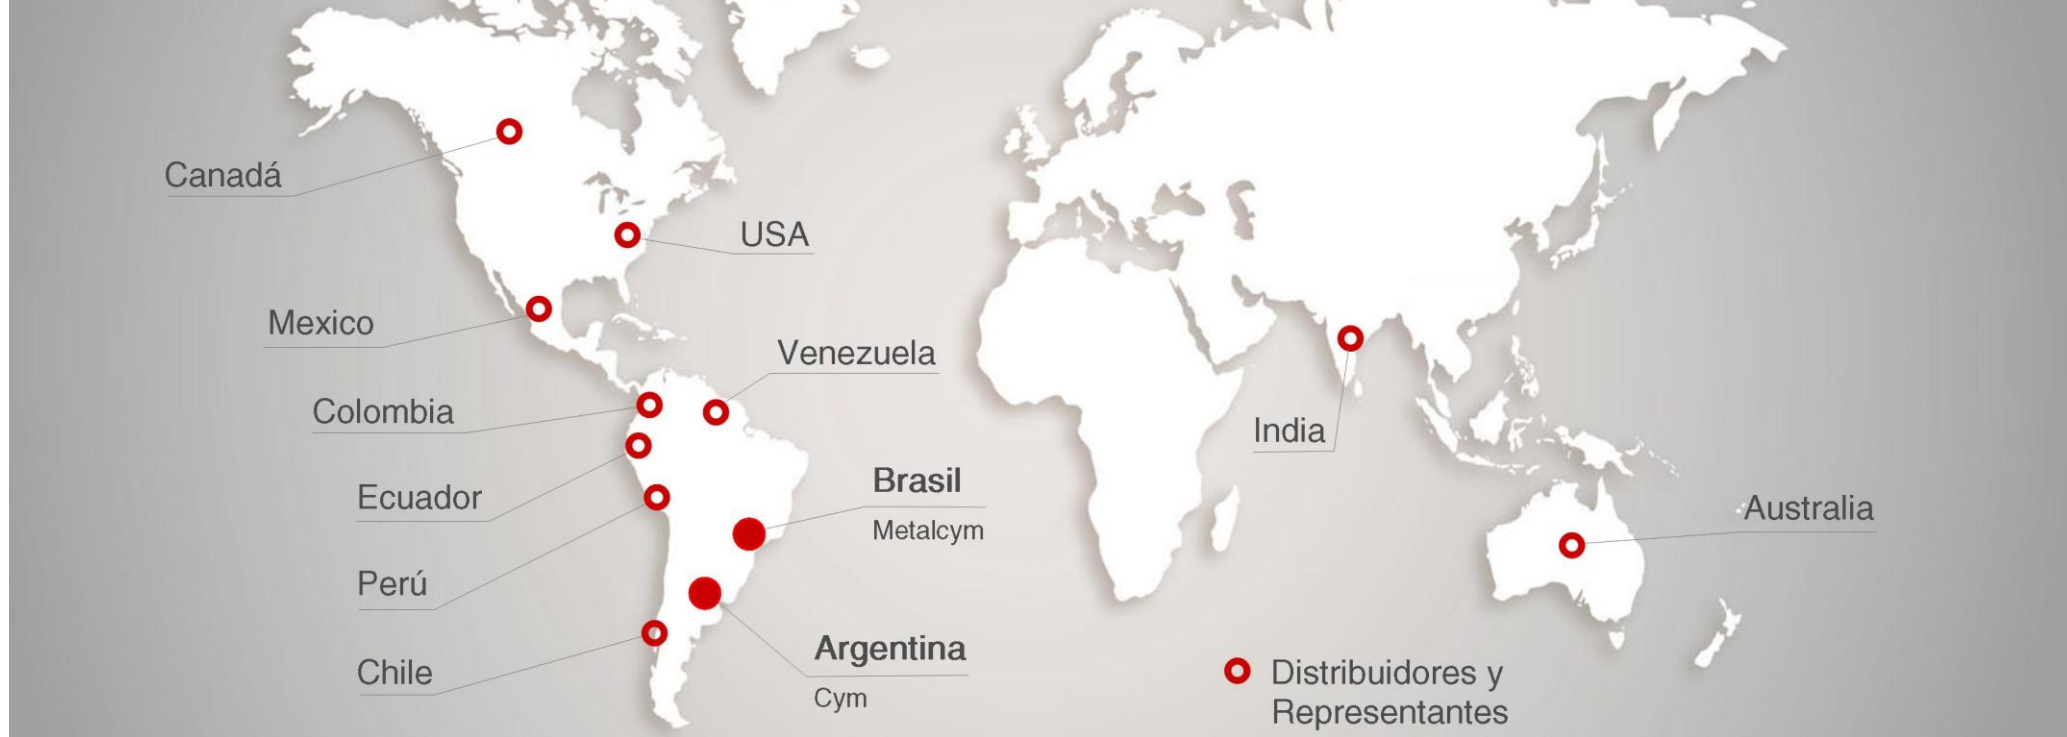 Canadá
USA
Mexico
Venezuela
Colombia
India
Brasil
Metalcym
Ecuador
Australia
Perú
Argentina
Cym
Chile
Distribuidores y
Representantes